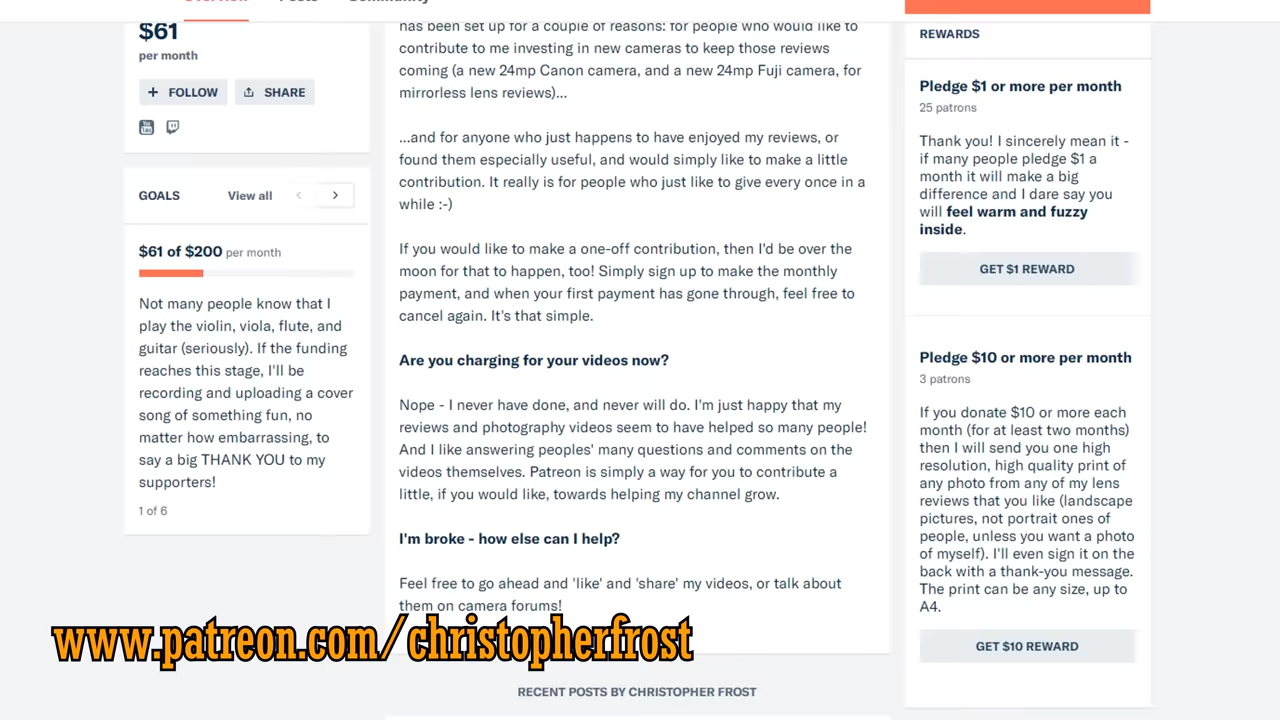 Overview
Posts
Community
$61
per month
+ FOLLOW
SHARE
GOALS
View all
$61 of $200 per month
Not many people know that I
play the violin, viola, flute, and
guitar (seriously). If the funding
reaches this stage, I'll be
recording and uploading a cover
song of something fun, no
matter how embarrassing, to
say a big THANK YOU to my
supporters!
1 of 6
has been set up for a couple of reasons: for people who would like to
contribute to me investing in new cameras to keep those reviews
coming (a new 24mp Canon camera, and a new 24mp Fuji camera, for
mirrorless lens reviews)...
...and for anyone who just happens to have enjoyed my reviews, or
found them especially useful, and would simply like to make a little
contribution. It really is for people who just like to give every once in a
while :-)
If you would like to make a one-off contribution, then I'd be over the
moon for that to happen, too! Simply sign up to make the monthly
payment, and when your first payment has gone through, feel free to
cancel again. It's that simple.
Are you charging for your videos now?
Nope - I never have done, and never will do. I'm just happy that my
reviews and photography videos seem to have helped so many people!
And I like answering peoples' many questions and comments on the
videos themselves. Patreon is simply a way for you to contribute a
little, if you would like, towards helping my channel grow.
I'm broke - how else can I help?
Feel free to go ahead and 'like' and 'share' my videos, or talk about
them on camera forums!
RECENT POSTS BY CHRISTOPHER FROST
REWARDS
Pledge $1 or more per month
25 patrons
Thank you! I sincerely mean it -
if many people pledge $1 a
month it will make a big
difference and I dare say you
will feel warm and fuzzy
inside.
GET $1 REWARD
Pledge $10 or more per month
3 patrons
If you donate $10 or more each
month (for at least two months)
then I will send you one high
resolution, high quality print of
any photo from any of my lens
reviews that you like (landscape
pictures, not portrait ones of
people, unless you want a photo
of myself). I'll even sign it on the
back with a thank-you message.
The print can be any size, up to
A4.
GET $10 REWARD
www.patreon.com/christopherfrost